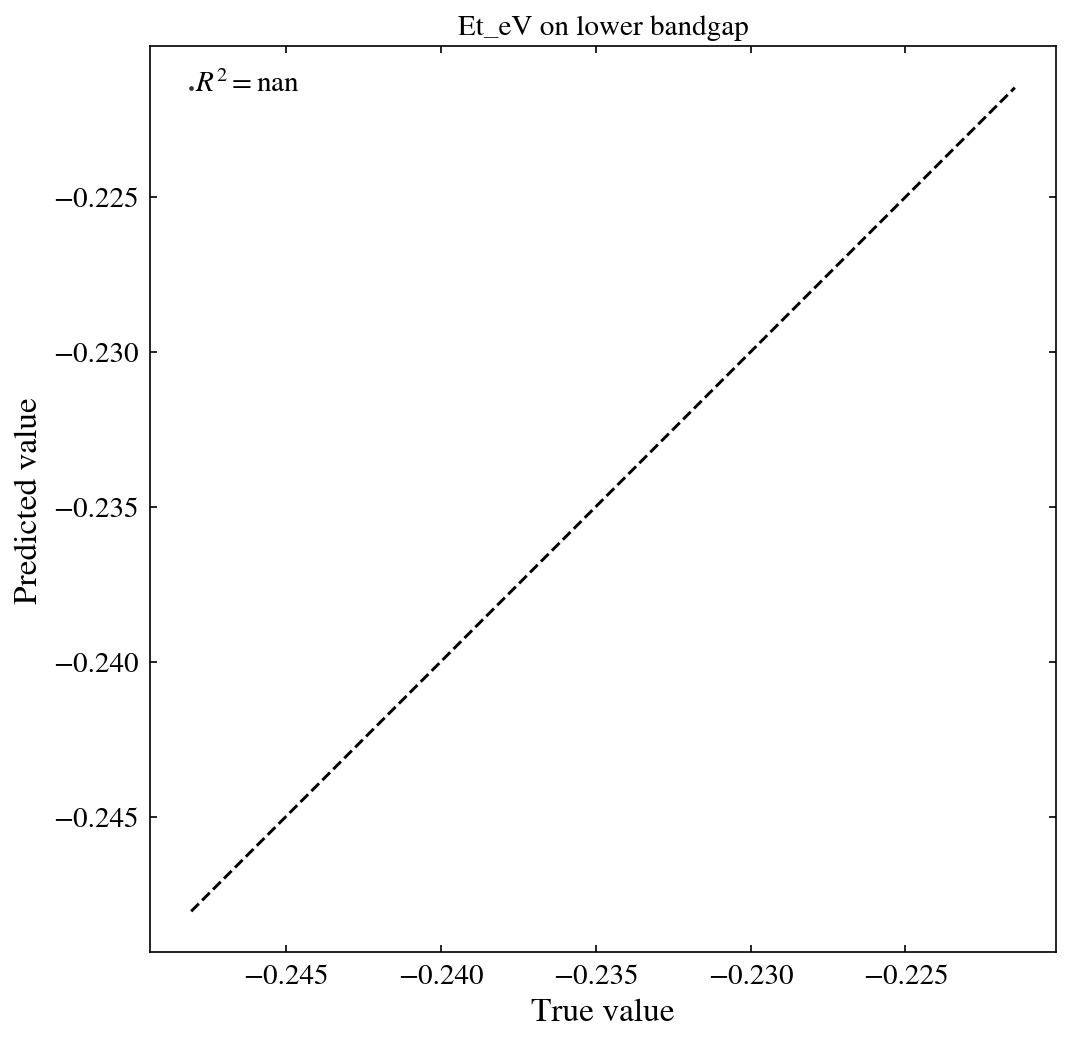 Et_eV on lower bandgap
R² = nan
−0.225
−0.230
−0.235
−0.240
−0.245
Predicted value
−0.245 −0.240 −0.235 −0.230 −0.225
True value